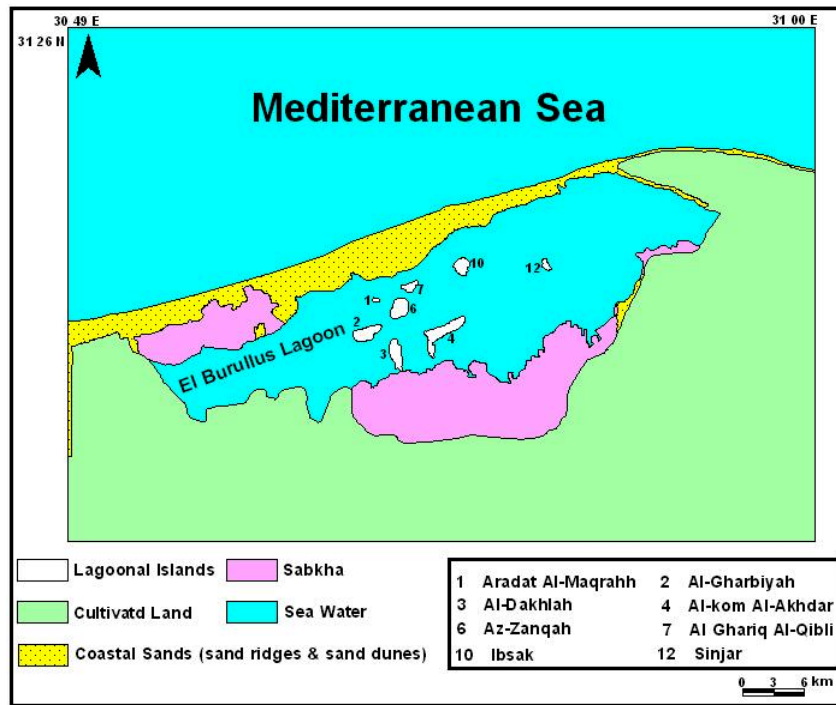 30 49 E
31 00 E
31 26 N
Mediterranean Sea
10
12
7
1
6
2
4
3
El Burullus Lagoon
Lagoonal Islands
Sabkha
Cultivatd Land
Sea Water
Coastal Sands (sand ridges & sand dunes)
1 Aradat Al-Maqrahh 2 Al-Gharbiyah
3 Al-Dakhlah 4 Al-kom Al-Akhdar
6 Az-Zanqah 7 Al Ghariq Al-Qibli
10 Ibsak 12 Sinjar
0 3 6 km